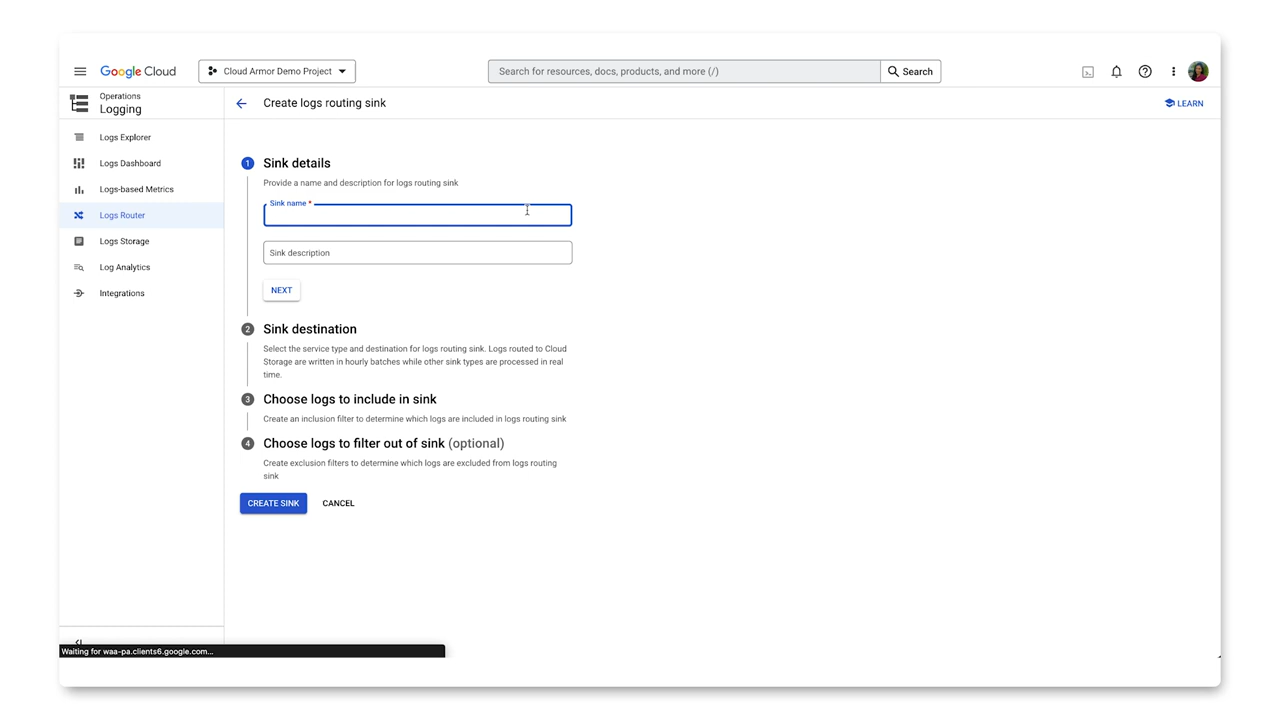 Google Cloud
Cloud Armor Demo Project
Search for resources, docs, products, and more (/)
Search
Operations
Logging
Create logs routing sink
LEARN
Logs Explorer
Logs Dashboard
Logs-based Metrics
Logs Router
Logs Storage
Log Analytics
Integrations
1 Sink details
Provide a name and description for logs routing sink
Sink name *
Sink description
NEXT
2 Sink destination
Select the service type and destination for logs routing sink. Logs routed to Cloud
Storage are written in hourly batches while other sink types are processed in real
time.
3 Choose logs to include in sink
Create an inclusion filter to determine which logs are included in logs routing sink
4 Choose logs to filter out of sink (optional)
Create exclusion filters to determine which logs are excluded from logs routing
sink
CREATE SINK
CANCEL
Waiting for waa-pa.clients6.google.com...